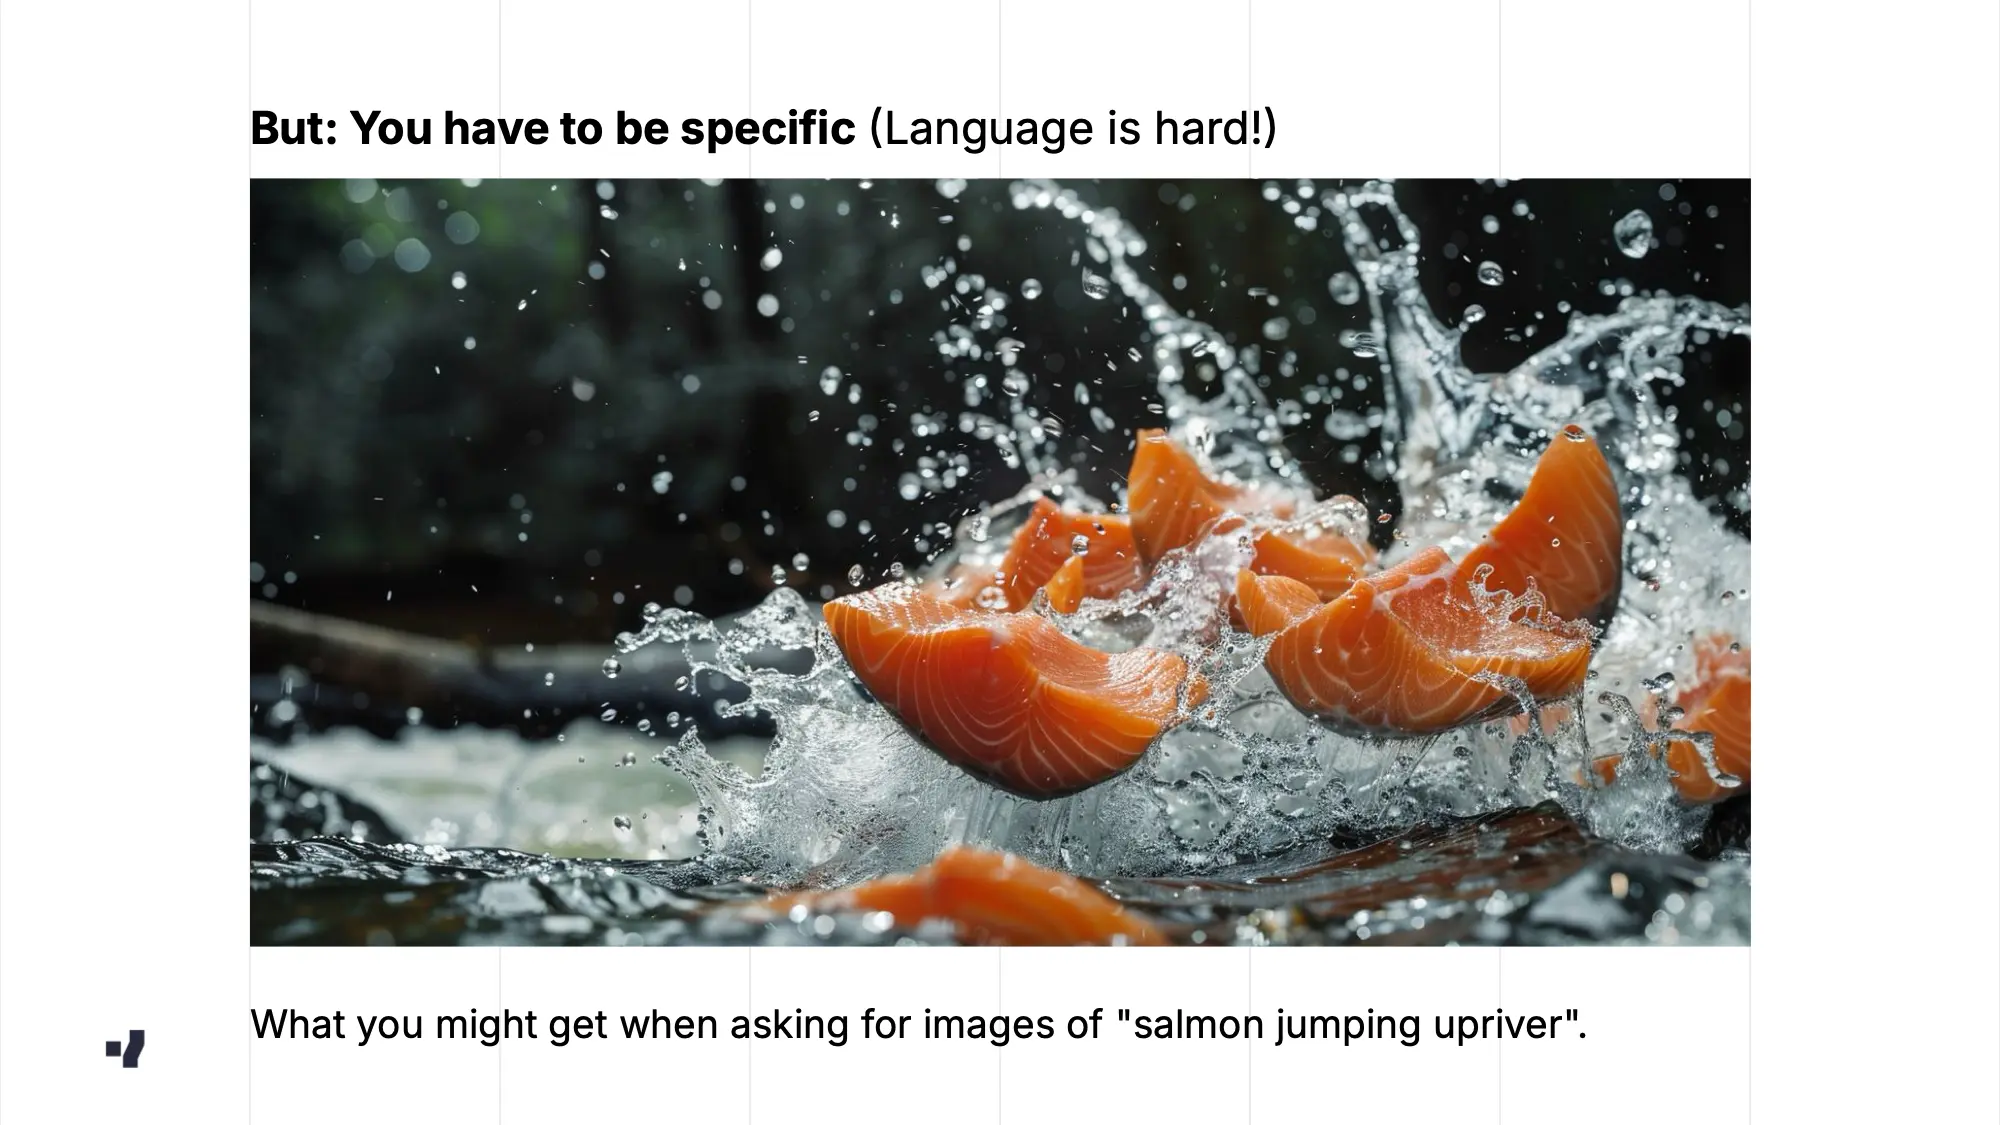 But: You have to be specific (Language is hard!)
What you might get when asking for images of "salmon jumping upriver".